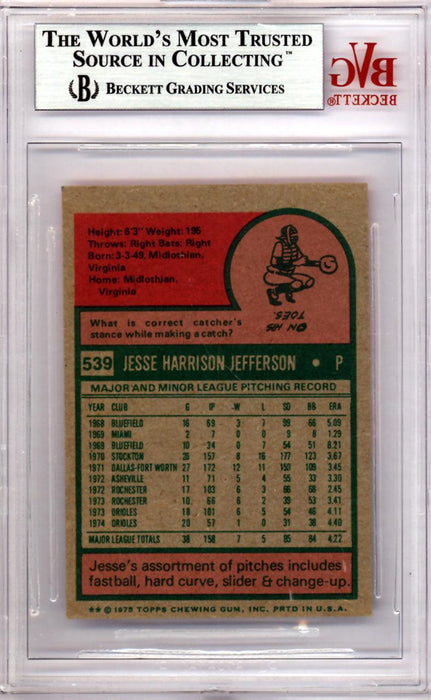 THE WORLD'S MOST TRUSTED
SOURCE IN COLLECTING™
B BECKETT GRADING SERVICES
BVG
BECKETT®
Height: 6'3" Weight: 195
Throws: Right Bats: Right
Born: 3-3-49, Midlothian,
Virginia
Home: Midlothian,
Virginia
ON HIS
TOES.
What is correct catcher's
stance while making a catch?
539 JESSE HARRISON JEFFERSON • P
MAJOR AND MINOR LEAGUE PITCHING RECORD
YEAR CLUB G IP W L SO BB ERA
1968 BLUEFIELD 16 69 3 7 99 66 5.09
1969 MIAMI 2 7 0 0 9 8 1.29
1969 BLUEFIELD 10 34 0 7 54 51 8.21
1970 STOCKTON 26 157 8 16 177 123 3.67
1971 DALLAS-FORT WORTH 27 172 12 11 150 109 3.45
1972 ASHEVILLE 11 71 5 4 55 33 3.30
1972 ROCHESTER 17 103 6 3 66 66 2.45
1973 ROCHESTER 10 66 2 39 53 3.41
1973 ORIOLES 18 101 6 5 54 46 4.11
1974 ORIOLES 20 57 1 0 31 38 4.40
MAJOR LEAGUE TOTALS 38 158 7 5 85 84 4.22
Jesse's assortment of pitches includes
fastball, hard curve, slider & change-up.
★★ © 1975 TOPPS CHEWING GUM, INC. PRTD IN U.S.A.